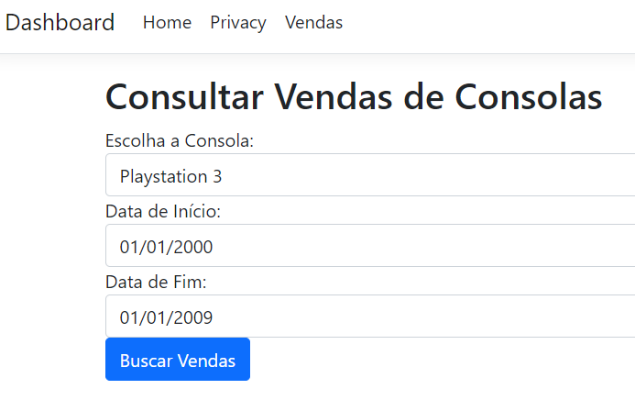 Dashboard Home Privacy Vendas
Consultar Vendas de Consolas
Escolha a Consola:
Playstation 3
Data de Início:
01/01/2000
Data de Fim:
01/01/2009
Buscar Vendas